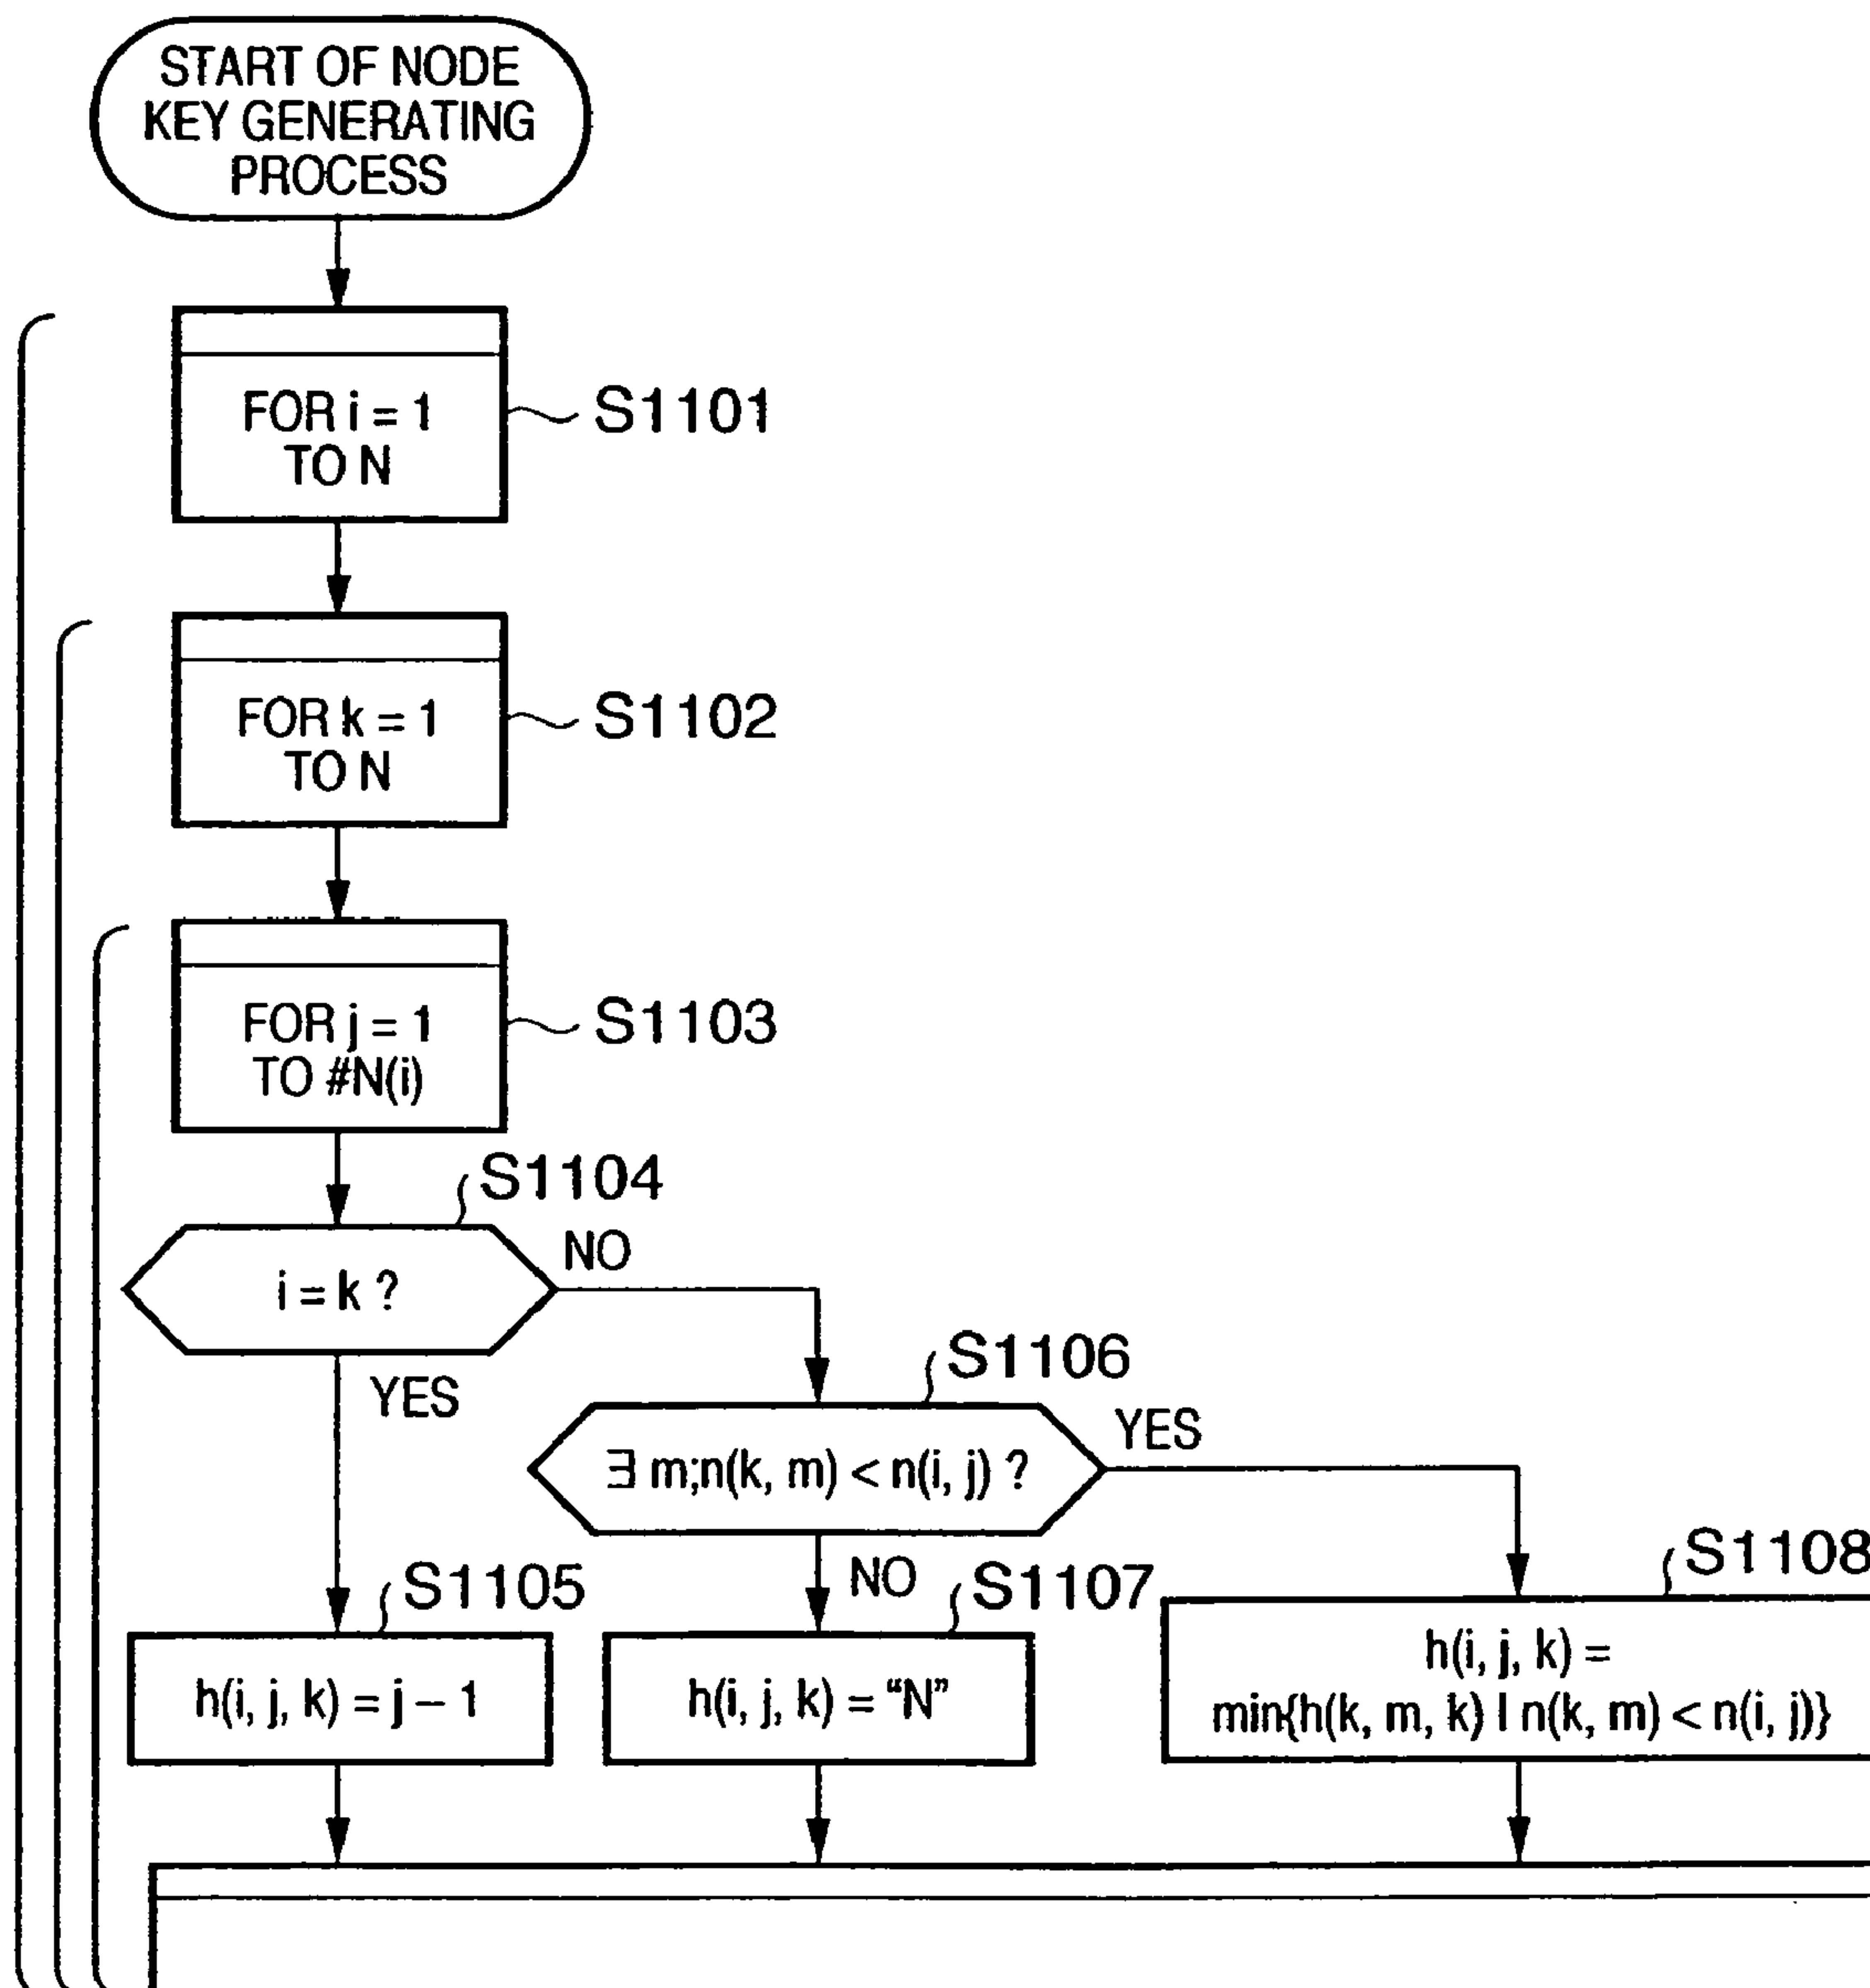 START OF NODE
KEY GENERATING
PROCESS
FOR i = 1
TO N
S1101
FOR k = 1
TO N
S1102
FOR j = 1
TO #N(i)
S1103
S1104
i = k ?
NO
YES
S1106
∃ m;n(k, m) < n(i, j) ?
YES
NO
S1105
h(i, j, k) = j – 1
S1107
h(i, j, k) = “N”
S1108
h(i, j, k) =
min{h(k, m, k) | n(k, m) < n(i, j)}